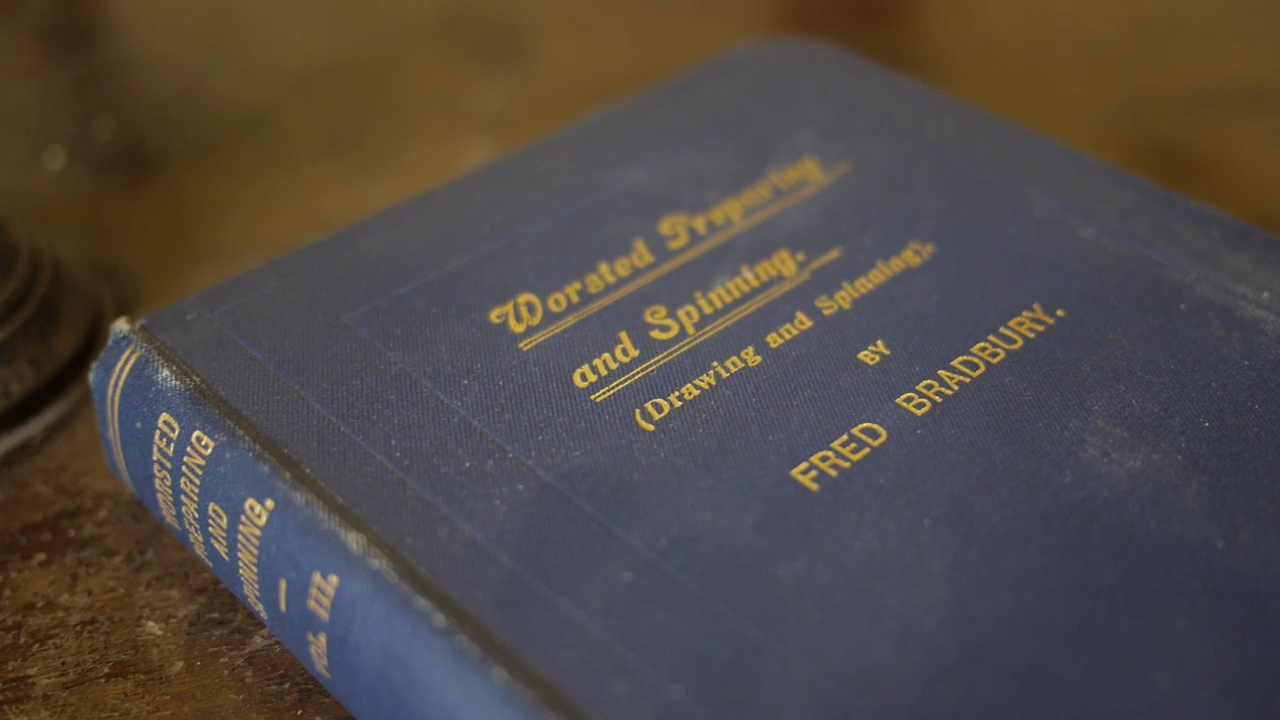 Worsted Preparing
and Spinning.
(Drawing and Spinning).
BY
FRED BRADBURY.
WORSTED
PREPARING
AND
SPINNING.
VOL. III.